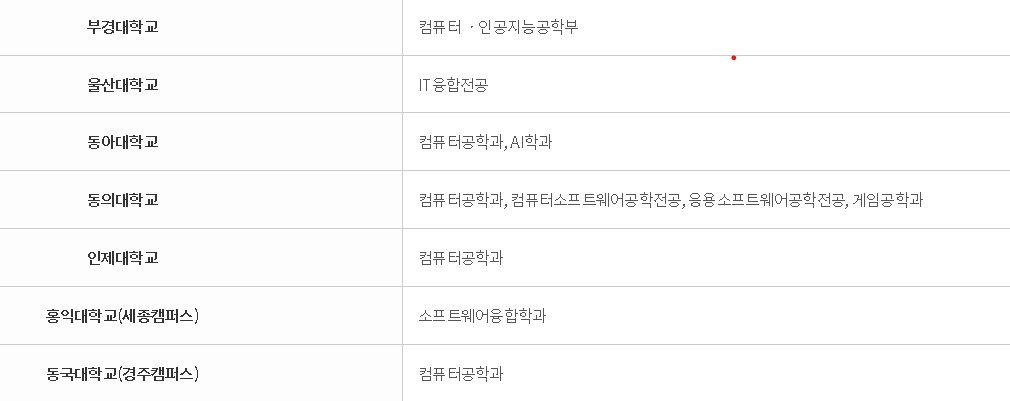 부경대학교 컴퓨터 · 인공지능공학부
울산대학교 IT융합전공
동아대학교 컴퓨터공학과, AI학과
동의대학교 컴퓨터공학과, 컴퓨터소프트웨어공학전공, 응용소프트웨어공학전공, 게임공학과
인제대학교 컴퓨터공학과
홍익대학교(세종캠퍼스) 소프트웨어융합학과
동국대학교(경주캠퍼스) 컴퓨터공학과